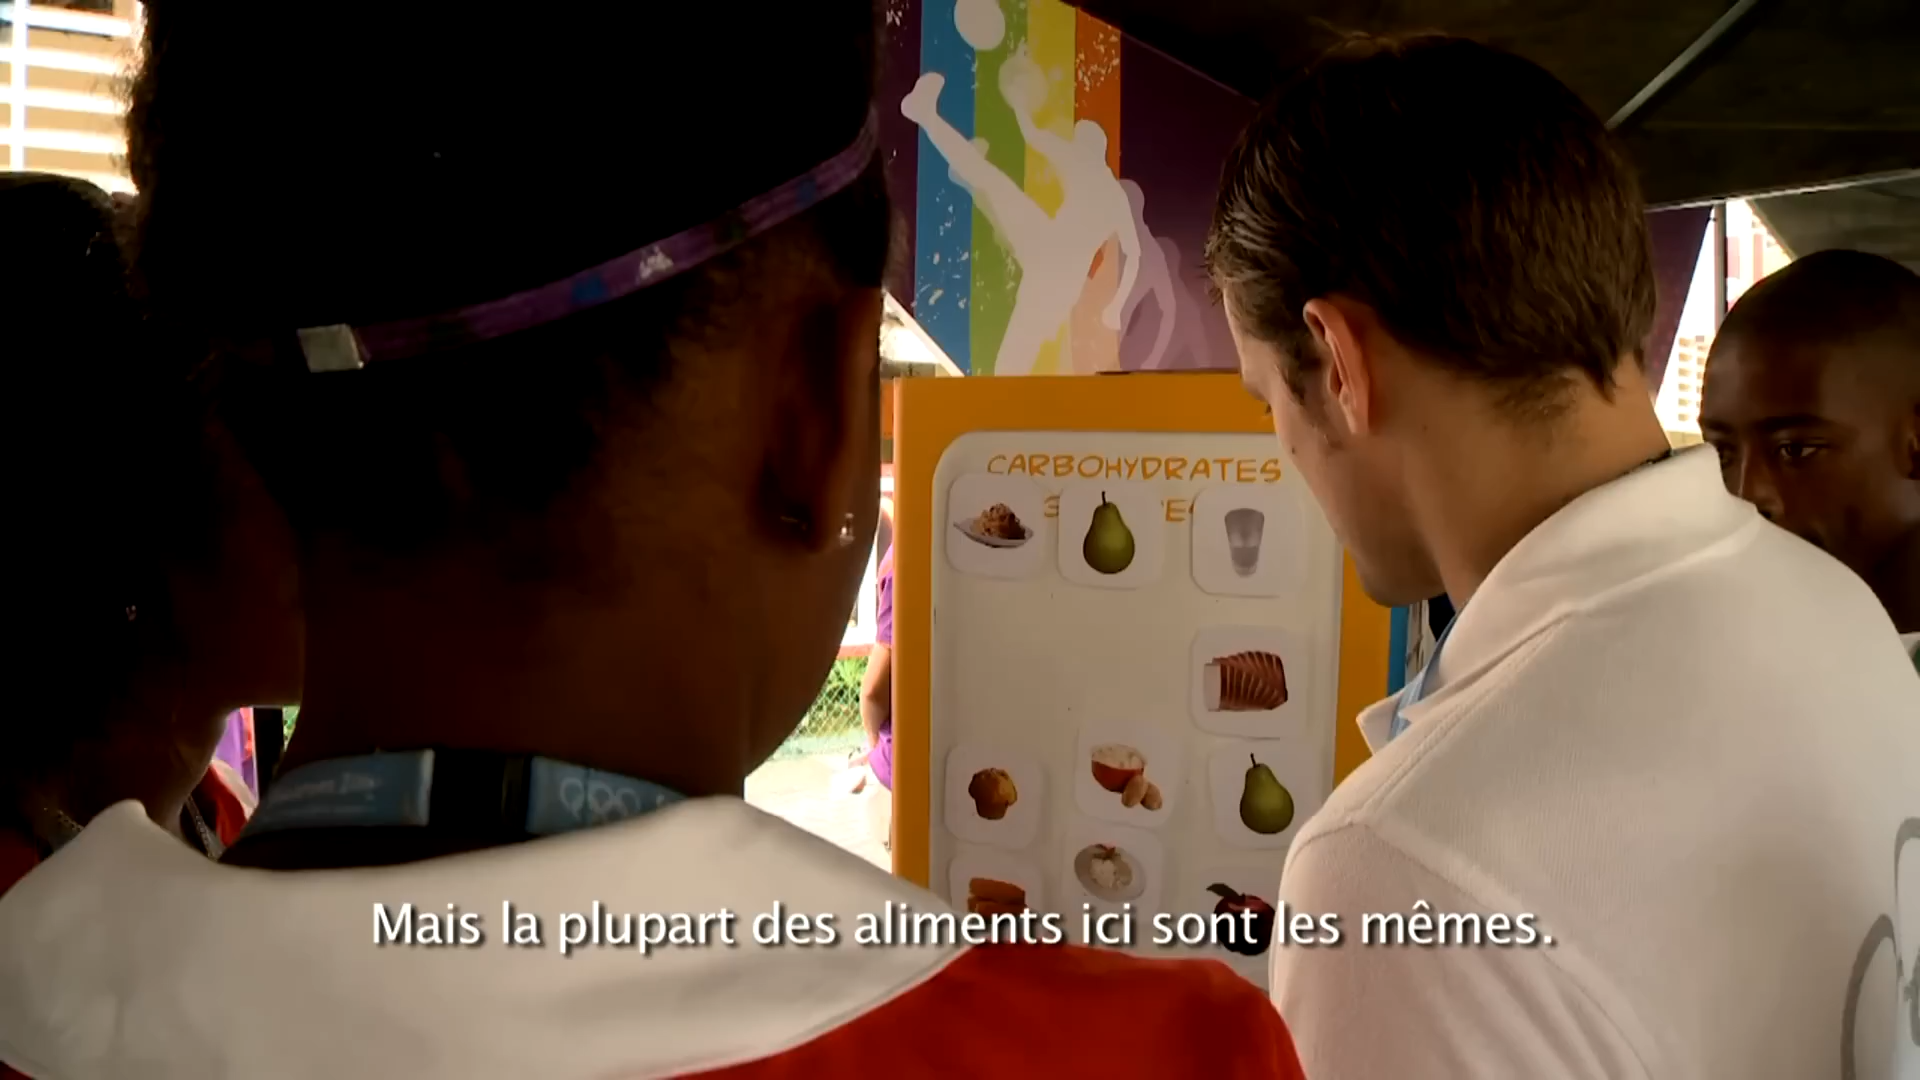 CARBOHYDRATES
Mais la plupart des aliments ici sont les mêmes.